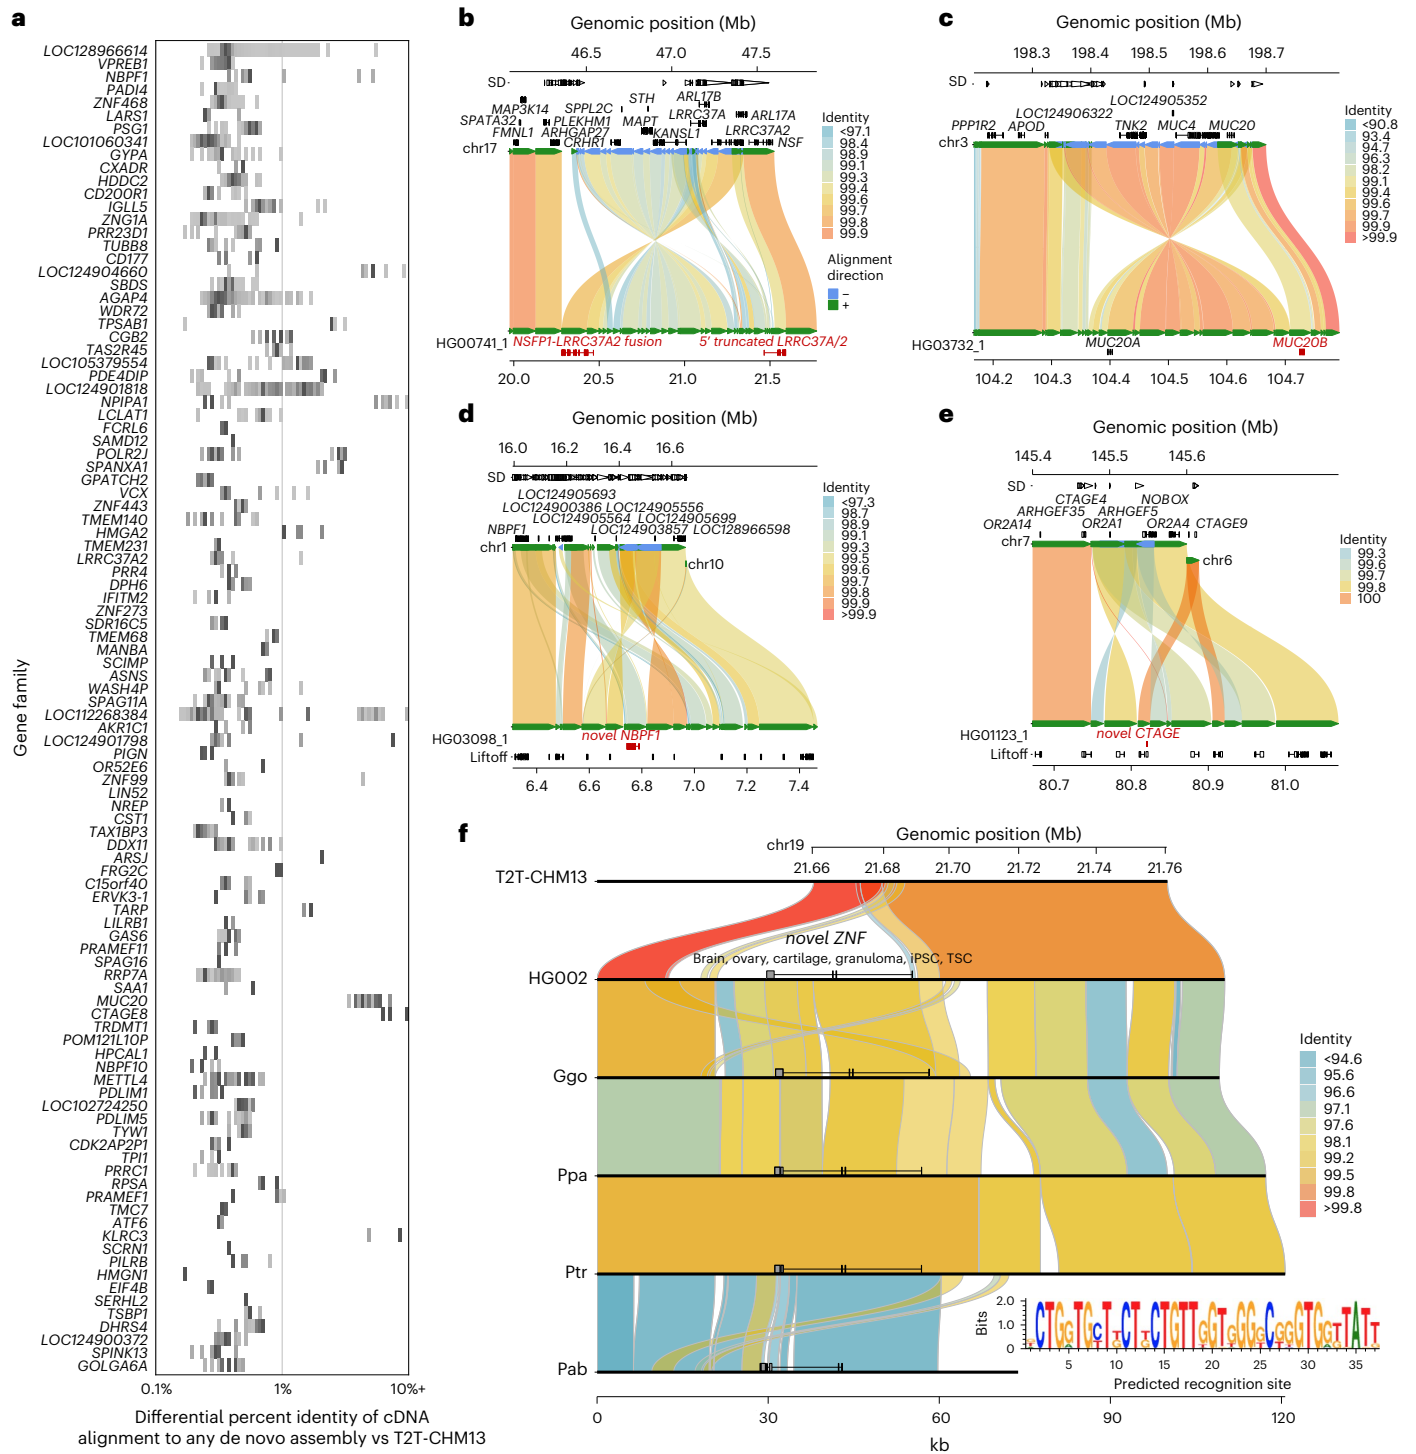 a
LOC128966614
VPREB1
NBPF1
PADI4
ZNF468
LARS1
PSG1
LOC101060341
GYPA
CXADR
HDDC2
CD200R1
IGLL5
ZNG1A
PRR23D1
TUBB8
CD177
LOC124904660
SBDS
AGAP4
WDR72
TPSAB1
CGB2
TAS2R45
LOC105379554
PDE4DIP
LOC124901818
NPIPA1
LCLAT1
FCRL6
SAMD12
POLR2J
SPANXA1
GPATCH2
VCX
ZNF443
TMEM140
HMGA2
TMEM231
LRRC37A2
PRR4
DPH6
IFITM2
ZNF273
SDR16C5
TMEM68
MANBA
SCIMP
ASNS
WASH4P
SPAG11A
LOC112268384
AKR1C1
LOC124901798
PIGN
OR52E6
ZNF99
LIN52
NREP
CST1
TAX1BP3
DDX11
ARSJ
FRG2C
C15orf40
ERVK3-1
TARP
LILRB1
GAS6
PRAMEF11
SPAG16
RRP7A
SAA1
MUC20
CTAGE8
TRDMT1
POM121L10P
HPCAL1
NBPF10
METTL4
PDLIM1
LOC102724250
PDLIM5
TYW1
CDK2AP2P1
TPI1
PRRC1
RPSA
PRAMEF1
TMC7
ATF6
KLRC3
SCRN1
PILRB
HMGN1
EIF4B
SERHL2
TSBP1
DHRS4
LOC124900372
SPINK13
GOLGA6A
Gene family
0.1% 1% 10%+
Differential percent identity of cDNA
alignment to any de novo assembly vs T2T-CHM13
b
Genomic position (Mb)
46.5 47.0 47.5
SD
STH ARL17B
MAP3K14 SPPL2C LRRC37A ARL17A
SPATA32 PLEKHM1 MAPT
FMNL1 ARHGAP27 KANSL1 LRRC37A2
CRHR1 NSF
chr17
HG00741_1
NSFP1-LRRC37A2 fusion 5' truncated LRRC37A/2
20.0 20.5 21.0 21.5
Identity
<97.1
98.4
98.9
99.1
99.3
99.4
99.6
99.7
99.8
99.9
Alignment
direction
−
+
c
Genomic position (Mb)
198.3 198.4 198.5 198.6 198.7
SD
LOC124905352
LOC124906322
PPP1R2 APOD TNK2 MUC4 MUC20
chr3
HG03732_1
MUC20A MUC20B
104.2 104.3 104.4 104.5 104.6 104.7
Identity
<90.8
93.4
94.7
96.3
98.2
99.1
99.4
99.6
99.7
99.9
>99.9
d
Genomic position (Mb)
16.0 16.2 16.4 16.6
SD
LOC124905693
LOC124900386 LOC124905556
LOC124905564 LOC124905699
NBPF1 LOC124903857 LOC128966598
chr1
chr10
HG03098_1
novel NBPF1
Liftoff
6.4 6.6 6.8 7.0 7.2 7.4
Identity
<97.3
98.7
98.9
99.1
99.3
99.5
99.6
99.7
99.8
99.9
>99.9
e
Genomic position (Mb)
145.4 145.5 145.6
SD
CTAGE4 NOBOX
ARHGEF35 ARHGEF5
OR2A14 OR2A1 OR2A4 CTAGE9
chr7
chr6
HG01123_1
novel CTAGE
Liftoff
80.7 80.8 80.9 81.0
Identity
99.3
99.6
99.7
99.8
100
f
Genomic position (Mb)
chr19
21.66 21.68 21.70 21.72 21.74 21.76
T2T-CHM13
novel ZNF
Brain, ovary, cartilage, granuloma, iPSC, TSC
HG002
Ggo
Ppa
Ptr
Pab
Identity
<94.6
95.6
96.6
97.1
97.6
98.1
99.2
99.5
99.8
>99.8
Bits
2.0
1.0
0
5 10 15 20 25 30 35
Predicted recognition site
0 30 60 90 120
kb